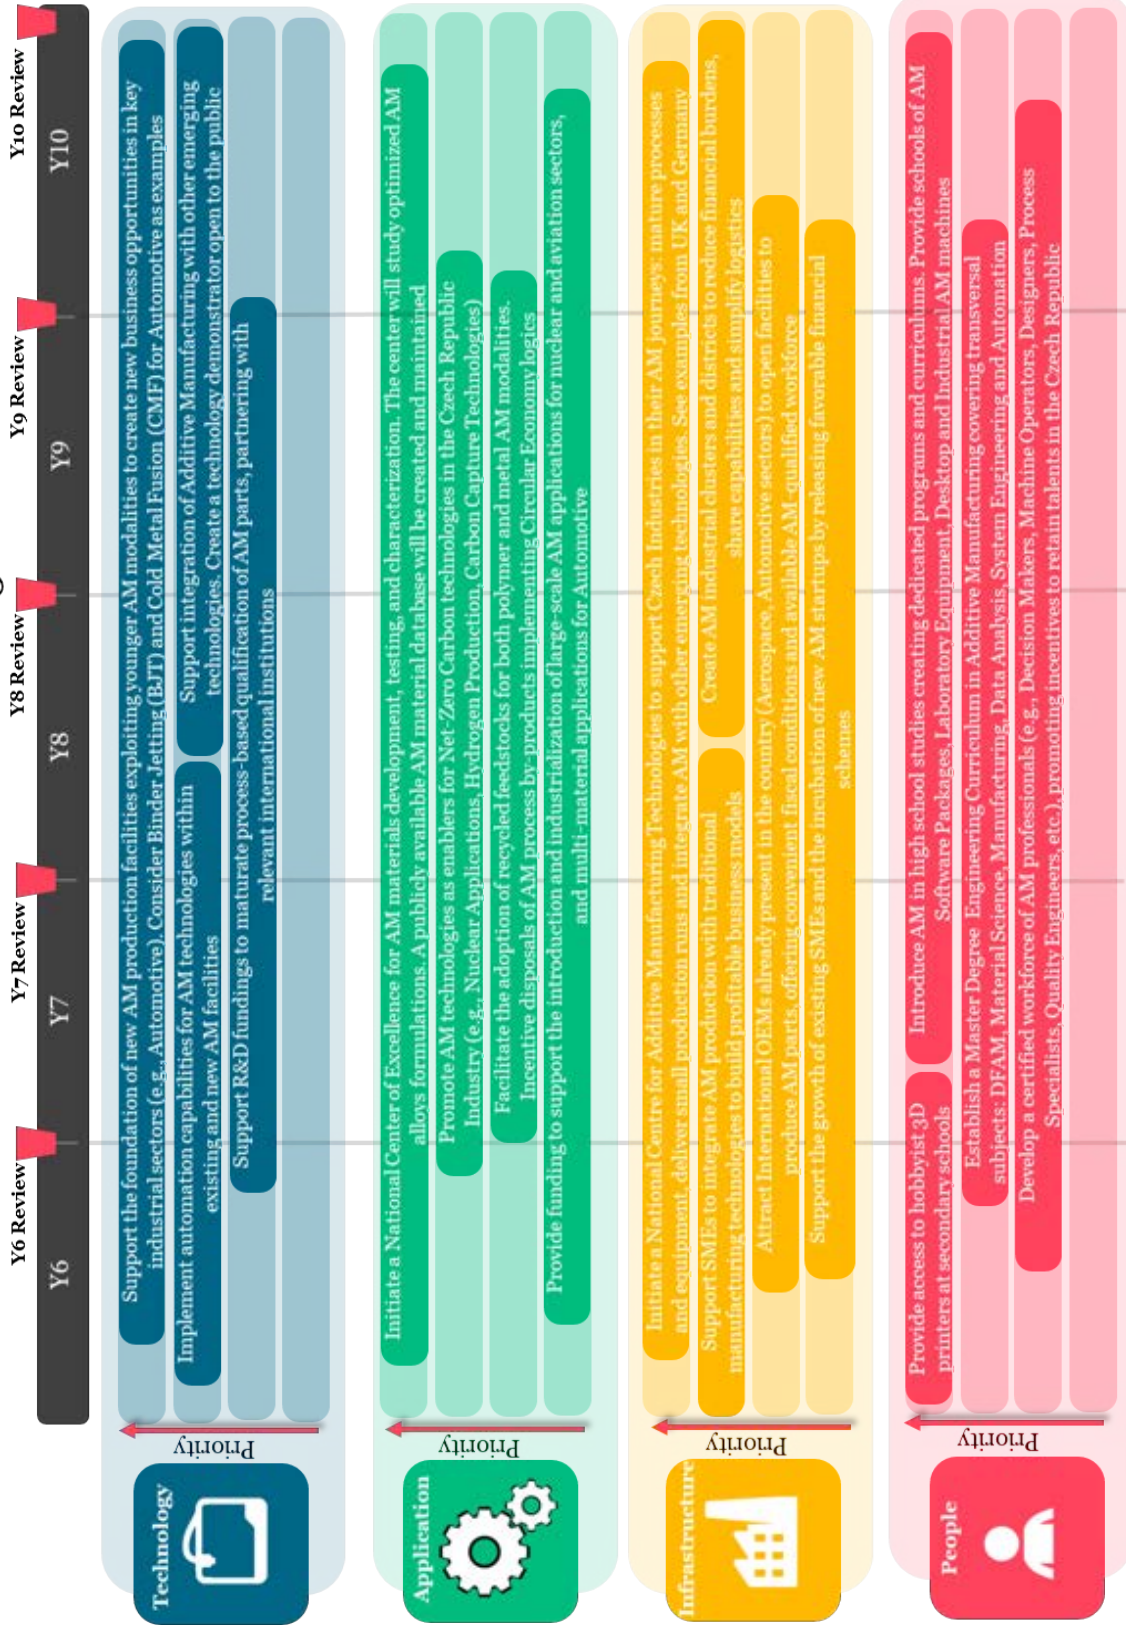 Y6 Review
Y7 Review
Y8 Review
Y9 Review
Y10 Review
Y6
Y7
Y8
Y9
Y10
Technology
Priority
Support the foundation of new AM production facilities exploiting younger AM modalities to create new business opportunities in key
industrial sectors (e.g., Automotive). Consider Binder Jetting (BJT) and Cold Metal Fusion (CMF) for Automotive as examples
Implement automation capabilities for AM technologies within
existing and new AM facilities
Support integration of Additive Manufacturing with other emerging
technologies. Create a technology demonstrator open to the public
Support R&D fundings to maturate process-based qualification of AM parts, partnering with
relevant international institutions
Application
Priority
Initiate a National Center of Excellence for AM materials development, testing, and characterization. The center will study optimized AM
alloys formulations. A publicly available AM material database will be created and maintained
Promote AM technologies as enablers for Net-Zero Carbon technologies in the Czech Republic
Industry (e.g., Nuclear Applications, Hydrogen Production, Carbon Capture Technologies)
Facilitate the adoption of recycled feedstocks for both polymer and metal AM modalities.
Incentive disposals of AM process by-products implementing Circular Economy logics
Provide funding to support the introduction and industrialization of large-scale AM applications for nuclear and aviation sectors,
and multi-material applications for Automotive
Infrastructure
Priority
Initiate a National Centre for Additive Manufacturing Technologies to support Czech Industries in their AM journeys: mature processes
and equipment, deliver small production runs and integrate AM with other emerging technologies. See examples from UK and Germany
Support SMEs to integrate AM production with traditional
manufacturing technologies to build profitable business models
Create AM industrial clusters and districts to reduce financial burdens,
share capabilities and simplify logistics
Attract International OEMs already present in the country (Aerospace, Automotive sectors) to open facilities to
produce AM parts, offering convenient fiscal conditions and available AM-qualified workforce
Support the growth of existing SMEs and the incubation of new AM startups by releasing favorable financial
schemes
People
Priority
Provide access to hobbyist 3D
printers at secondary schools
Introduce AM in high school studies creating dedicated programs and curriculums. Provide schools of AM
Software Packages, Laboratory Equipment, Desktop and Industrial AM machines
Establish a Master Degree Engineering Curriculum in Additive Manufacturing covering transversal
subjects: DFAM, Material Science, Manufacturing, Data Analysis, System Engineering and Automation
Develop a certified workforce of AM professionals (e.g., Decision Makers, Machine Operators, Designers, Process
Specialists, Quality Engineers, etc.), promoting incentives to retain talents in the Czech Republic